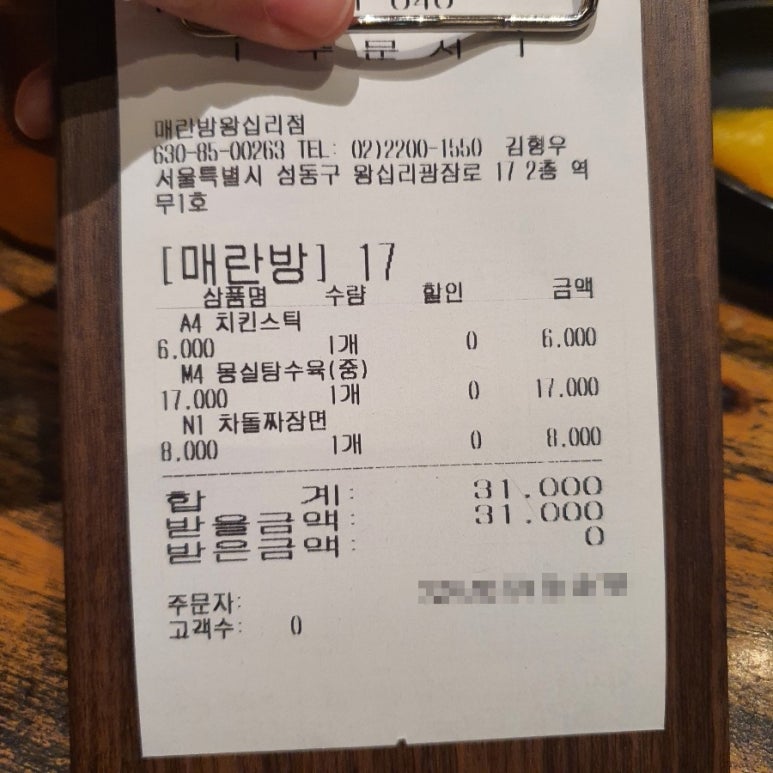 주문서
매란방왕십리점
630-85-00263 TEL: 02)2200-1550 김형우
서울특별시 성동구 왕십리광장로 17 2층 역
무1호
[매란방] 17
상품명 수량 할인 금액
A4 치킨스틱
6.000 1개 0 6.000
M4 몽실탕수육(중)
17.000 1개 0 17.000
N1 차돌짜장면
8.000 1개 0 8.000
합 계: 31.000
받을금액: 31.000
받은금액: 0
주문자:
고객수: 0